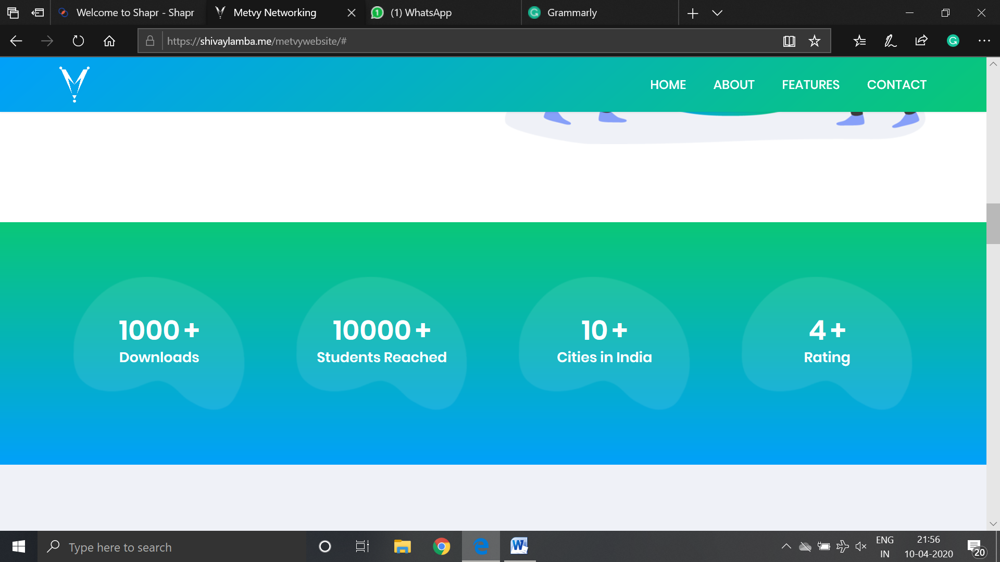 Welcome to Shapr - Shapr
Metvy Networking
(1) WhatsApp
Grammarly
https://shivaylamba.me/metvywebsite/#
HOME ABOUT FEATURES CONTACT
1000 +
Downloads
10000 +
Students Reached
10 +
Cities in India
4 +
Rating
Type here to search
ENG
IN
21:56
10-04-2020
20